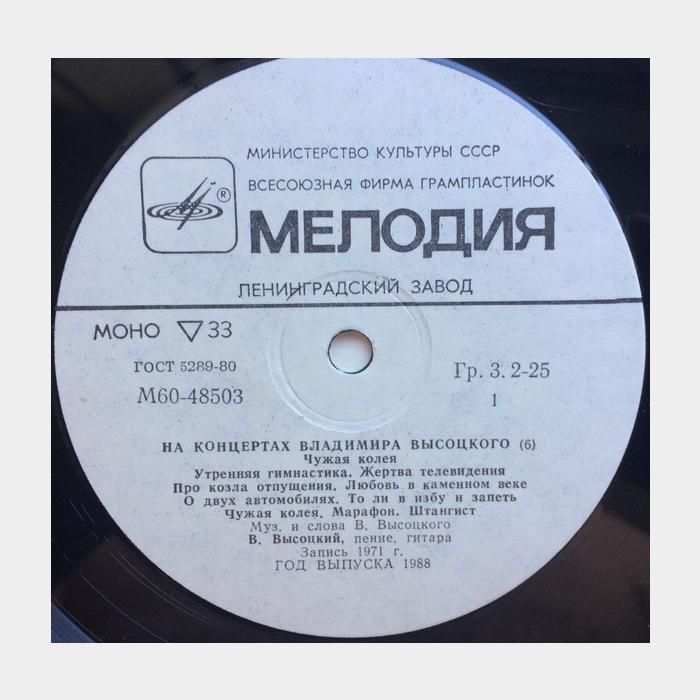 МИНИСТЕРСТВО КУЛЬТУРЫ СССР
ВСЕСОЮЗНАЯ ФИРМА ГРАМПЛАСТИНОК
®
МЕЛОДИЯ
ЛЕНИНГРАДСКИЙ ЗАВОД
МОНО ▽ 33
ГОСТ 5289-80
Гр. 3. 2-25
М60-48503
1
НА КОНЦЕРТАХ ВЛАДИМИРА ВЫСОЦКОГО (6)
Чужая колея
Утренняя гимнастика. Жертва телевидения
Про козла отпущения. Любовь в каменном веке
О двух автомобилях. То ли в избу и запеть
Чужая колея. Марафон. Штангист
Муз. и слова В. Высоцкого
В. Высоцкий, пение, гитара
Запись 1971 г.
ГОД ВЫПУСКА 1988